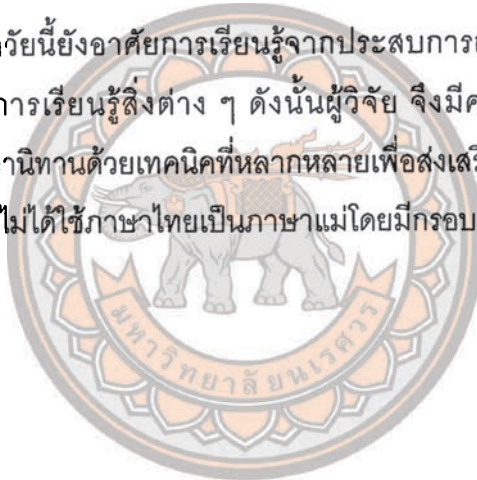 วัยนี้ยังอาศัยการเรียนรู้จากประสบการ
การเรียนรู้สิ่งต่าง ๆ ดังนั้นผู้วิจัย จึงมี
านิทานด้วยเทคนิคที่หลากหลายเพื่อส่งเสริ
ไม่ได้ใช้ภาษาไทยเป็นภาษาแม่โดยมีกรอบ
มหาวิทยาลัยนเรศวร